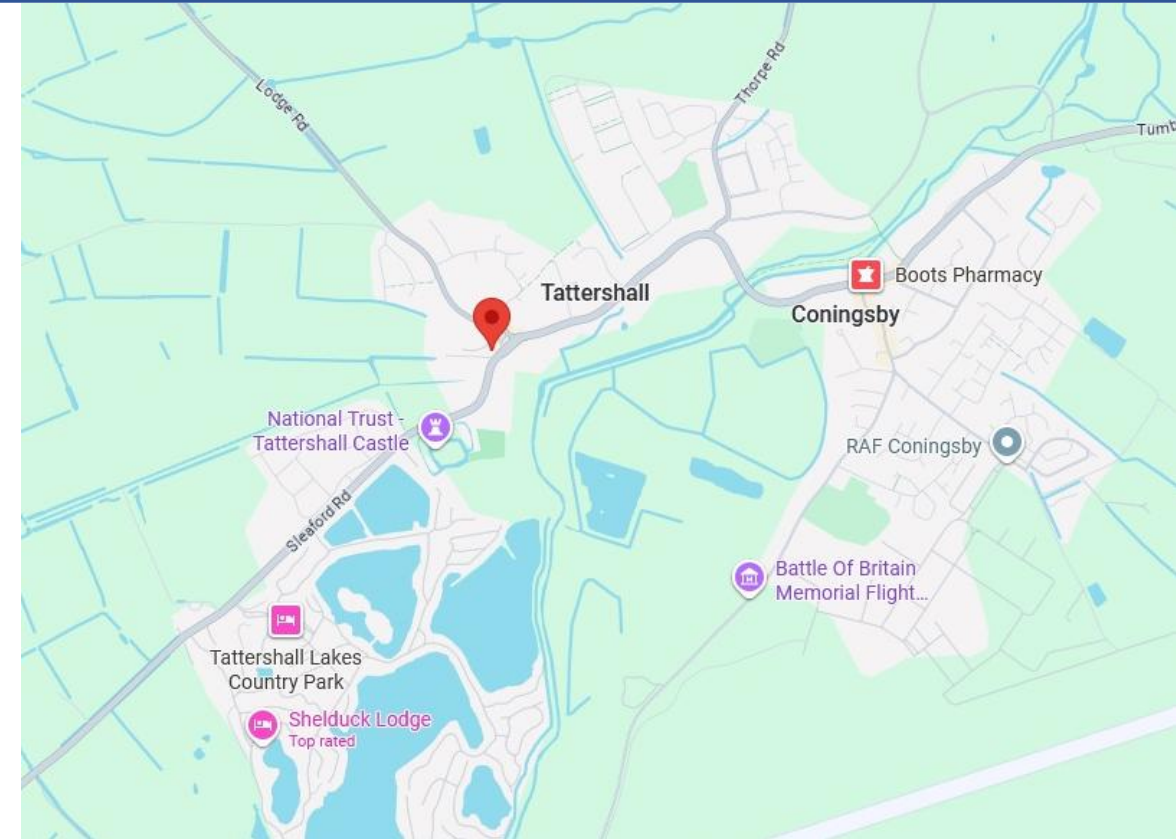 Lodge Rd
Thorpe Rd
Tumb
Tattershall
Boots Pharmacy
Coningsby
National Trust -
Tattershall Castle
RAF Coningsby
Sleaford Rd
Battle Of Britain
Memorial Flight...
Tattershall Lakes
Country Park
Shelduck Lodge
Top rated